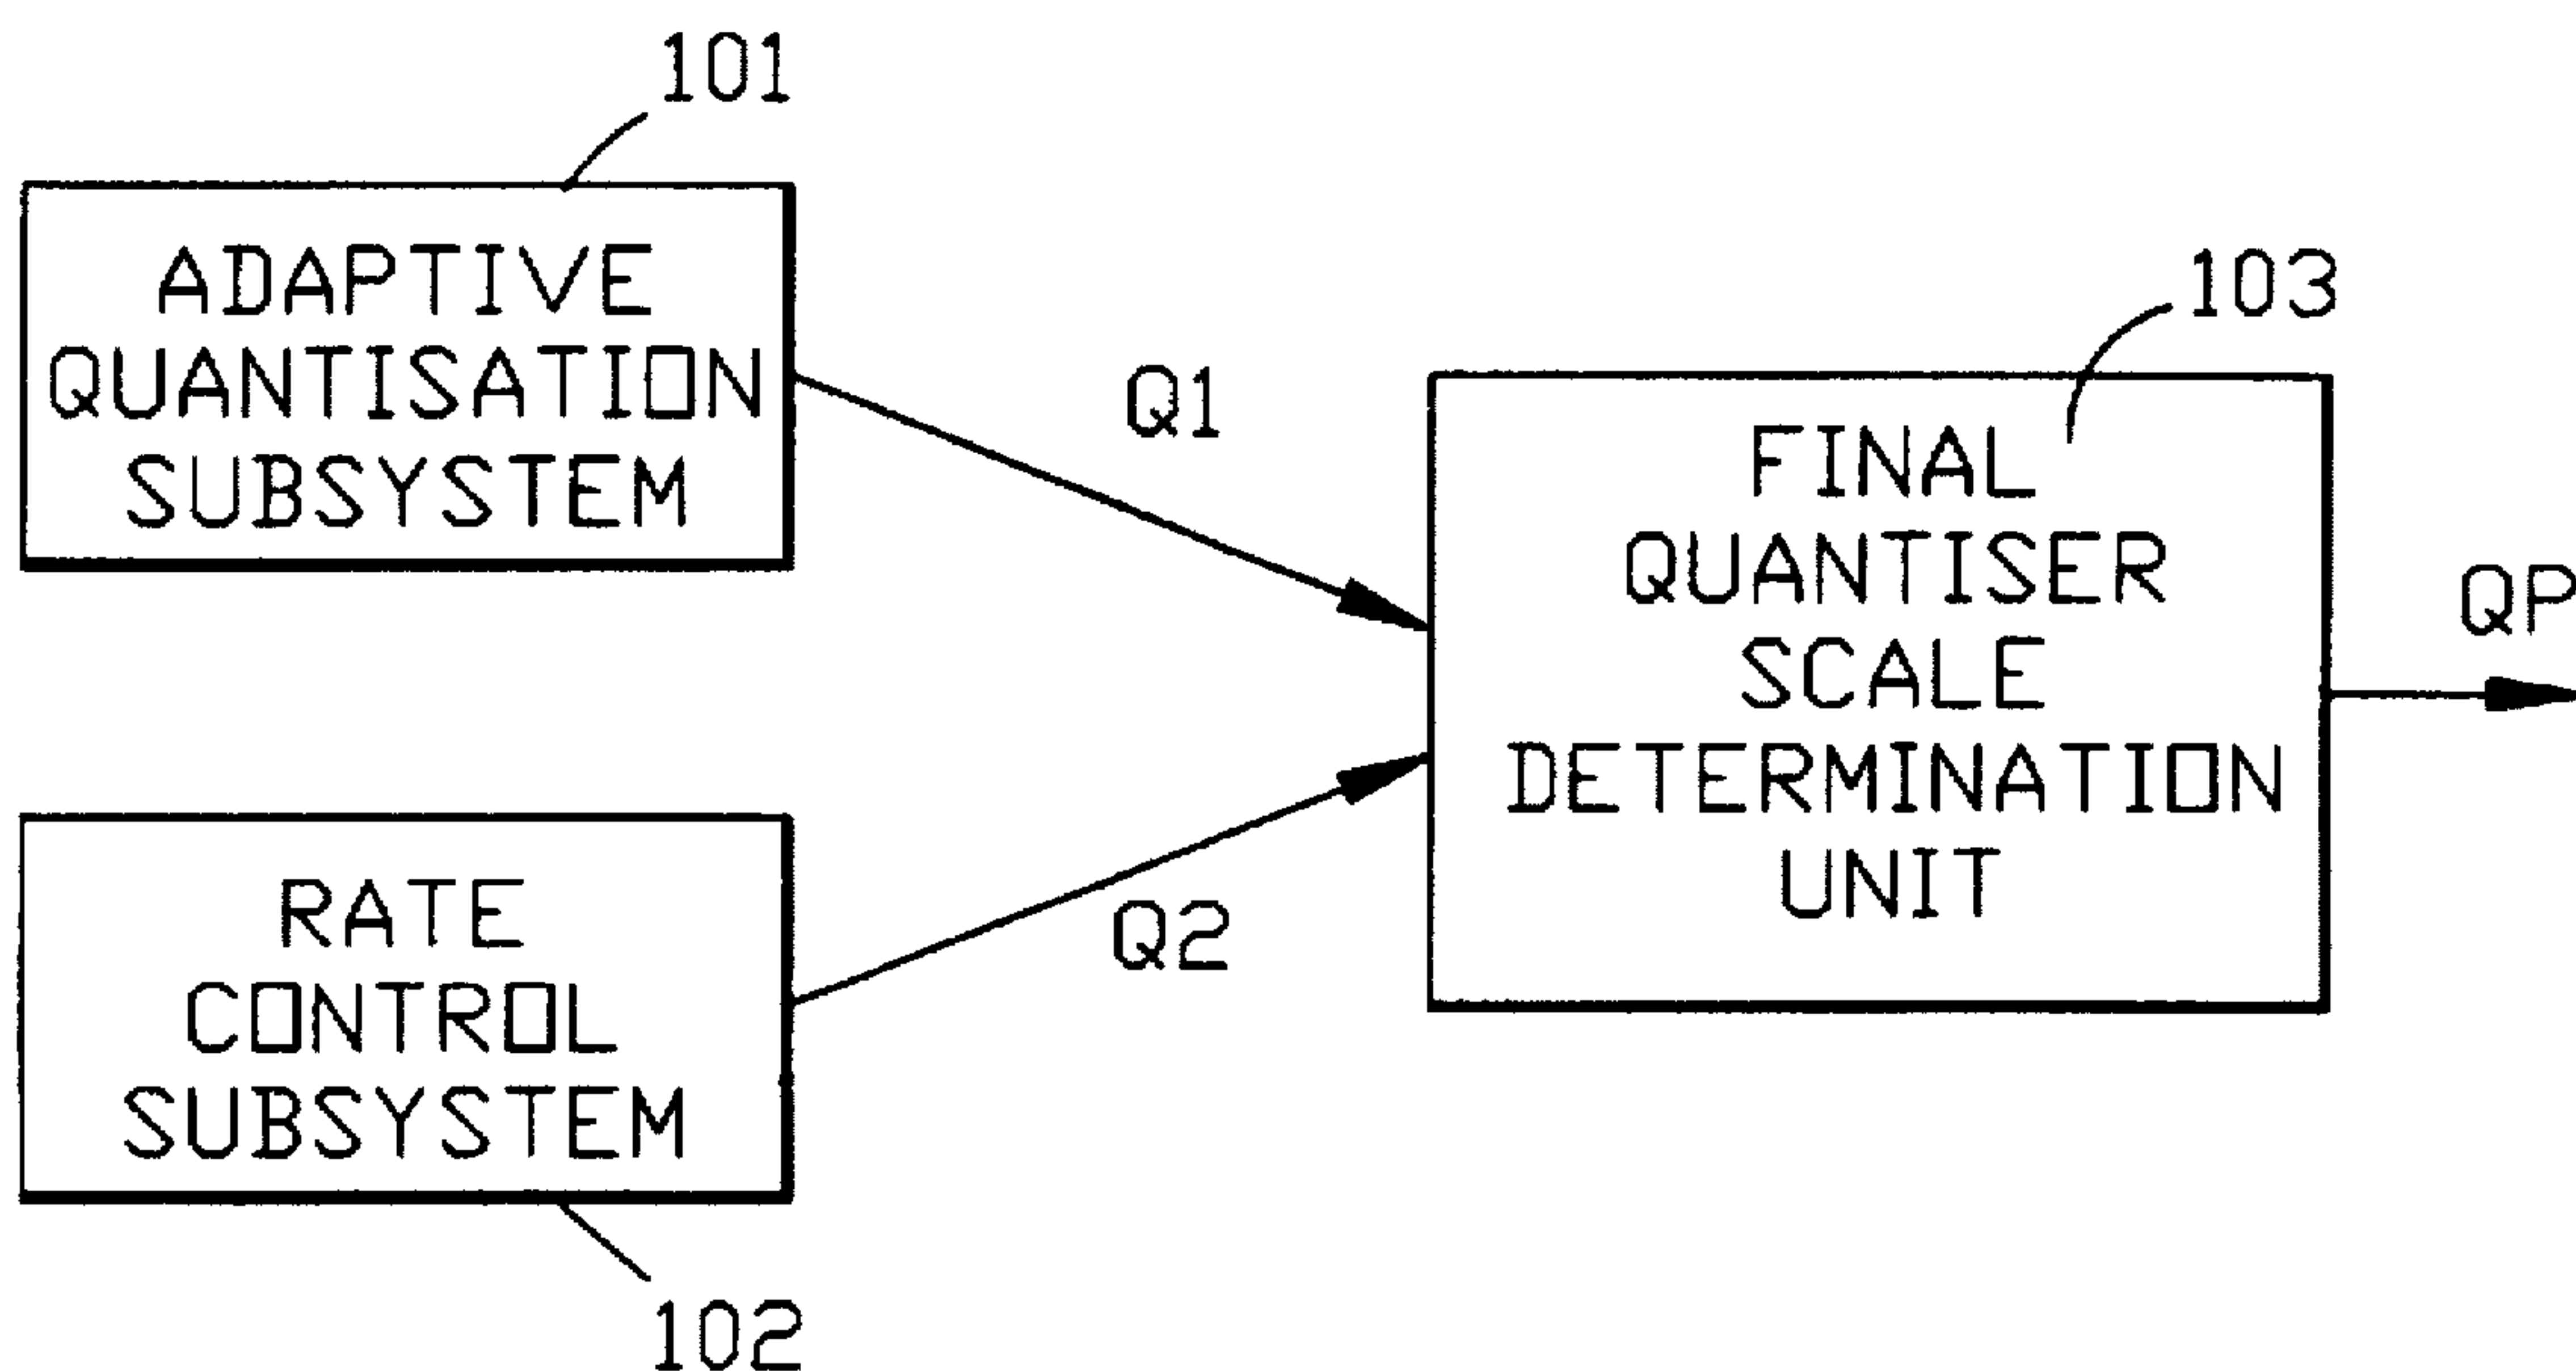 101
ADAPTIVE
QUANTISATION
SUBSYSTEM
Q1
103
FINAL
QUANTISER
SCALE
DETERMINATION
UNIT
QP
RATE
CONTROL
SUBSYSTEM
Q2
102